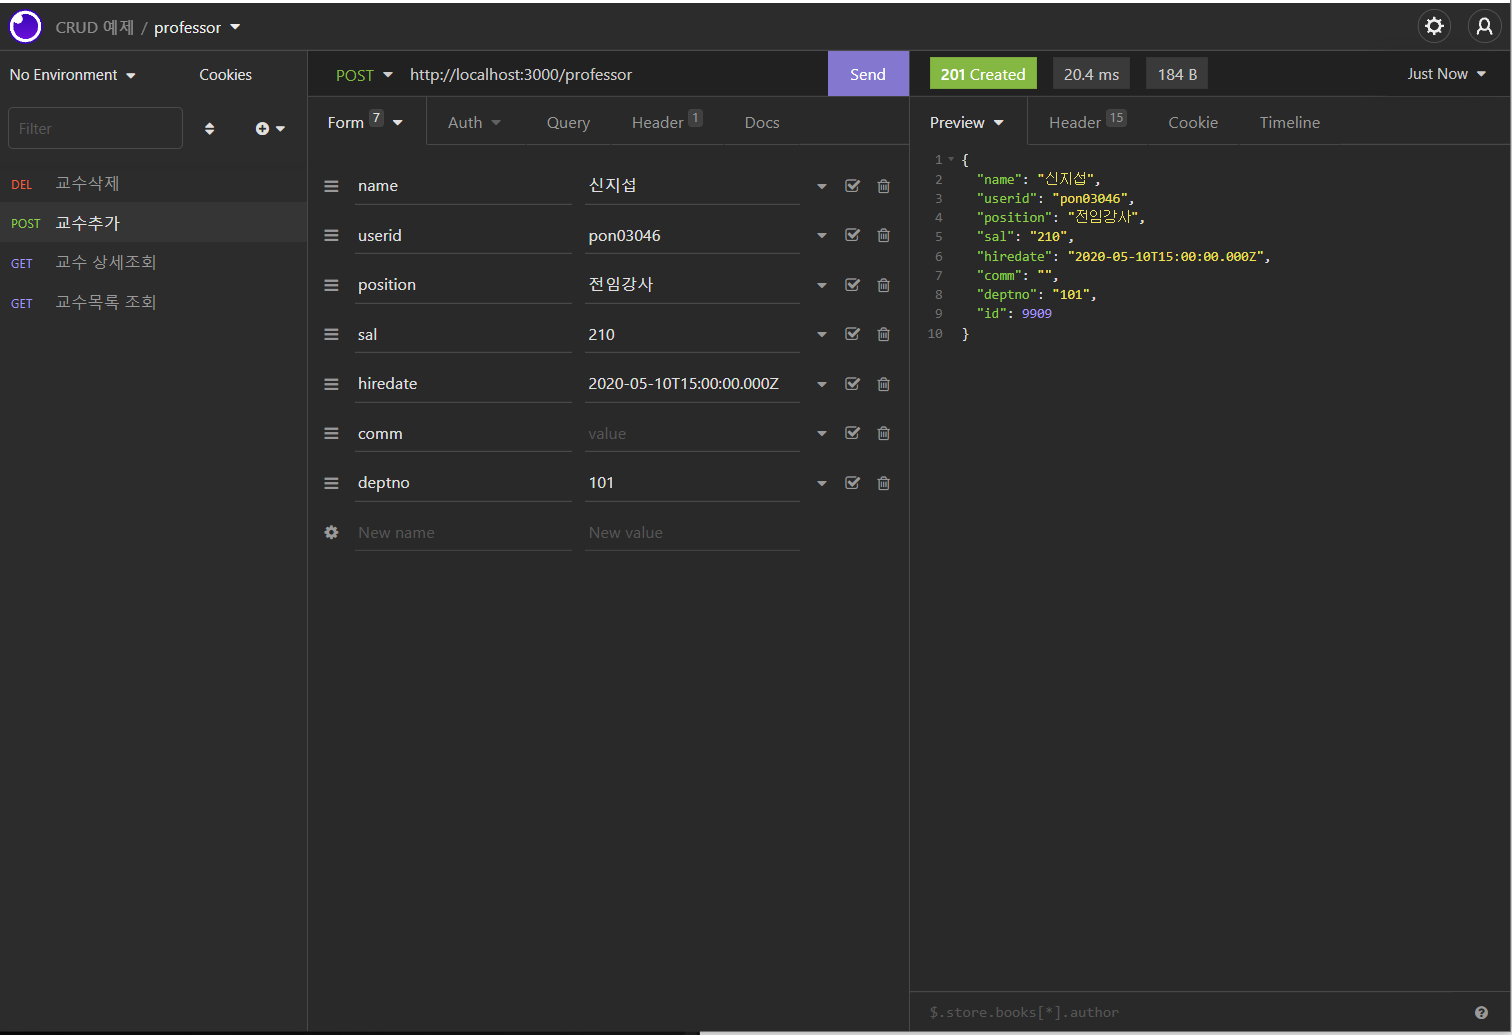 CRUD 예제 / professor
No Environment
Cookies
Filter
DEL 교수삭제
POST 교수추가
GET 교수 상세조회
GET 교수목록 조회
POST http://localhost:3000/professor Send
Form 7 Auth Query Header 1 Docs
name 신지섭
userid pon03046
position 전임강사
sal 210
hiredate 2020-05-10T15:00:00.000Z
comm value
deptno 101
New name New value
201 Created 20.4 ms 184 B Just Now
Preview Header 15 Cookie Timeline
1 {
2 "name": "신지섭",
3 "userid": "pon03046",
4 "position": "전임강사",
5 "sal": "210",
6 "hiredate": "2020-05-10T15:00:00.000Z",
7 "comm": "",
8 "deptno": "101",
9 "id": 9909
10 }
$.store.books[*].author